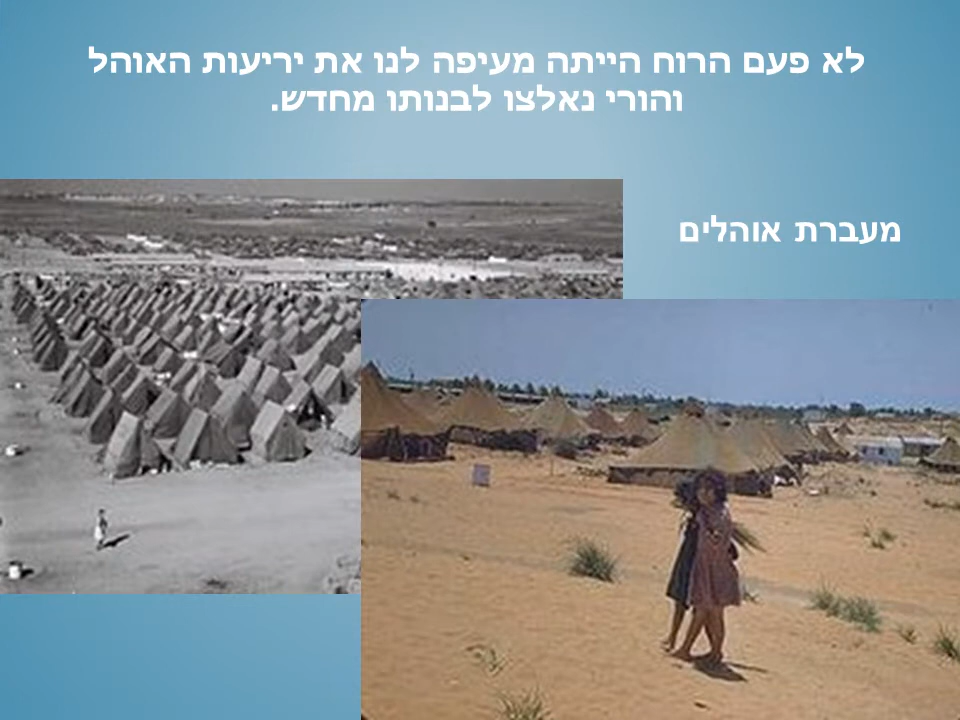 לא פעם הרוח הייתה מעיפה לנו את יריעות האוהל
והורי נאלצו לבנותו מחדש.
מעברת אוהלים